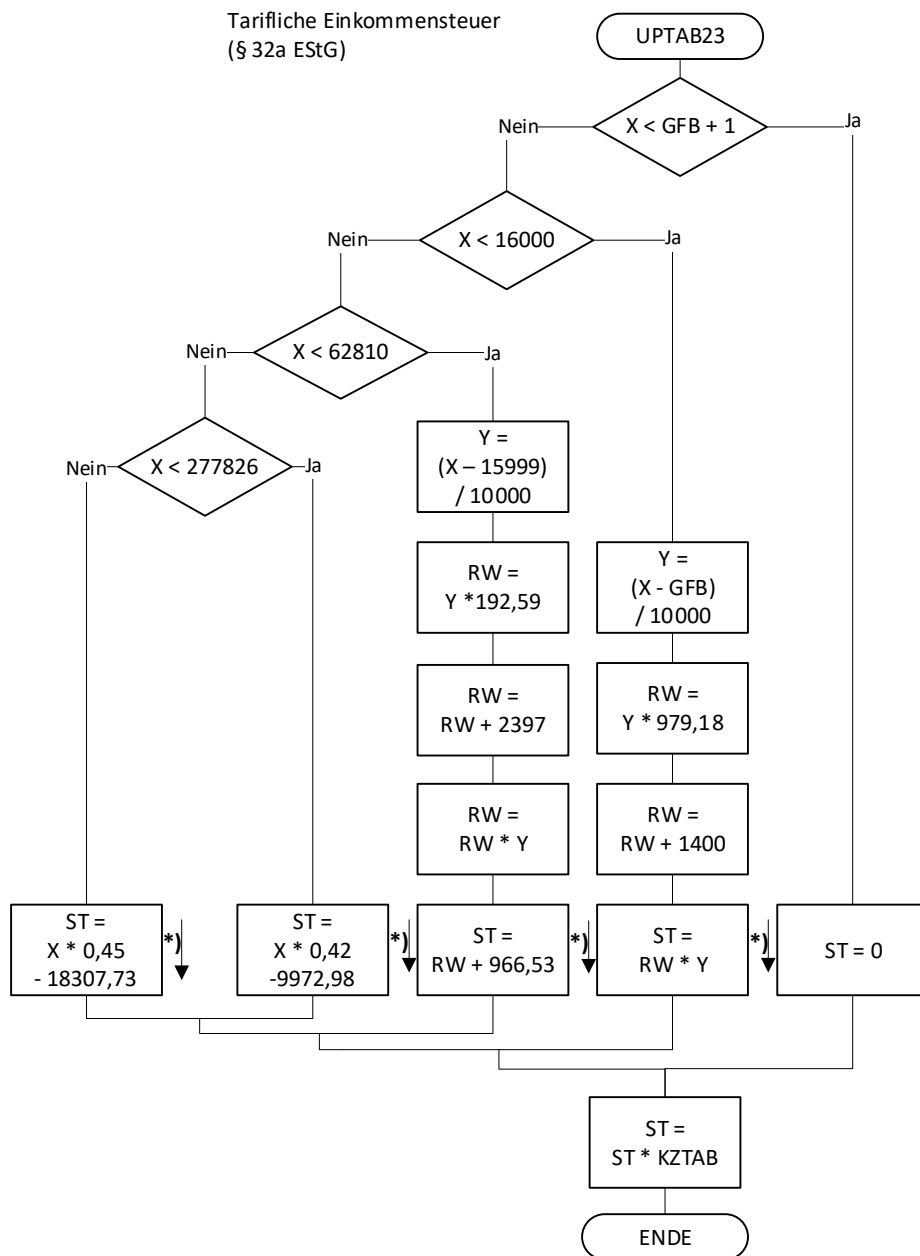 Tarifliche Einkommensteuer
(§ 32a EStG)
UPTAB23
X < GFB + 1
Nein
Ja
X < 16000
Nein
Ja
X < 62810
Nein
Ja
X < 277826
Nein
Ja
Y =
(X – 15999)
/ 10000
RW =
Y *192,59
RW =
RW + 2397
RW =
RW * Y
Y =
(X - GFB)
/ 10000
RW =
Y * 979,18
RW =
RW + 1400
ST =
X * 0,45
- 18307,73
*)
ST =
X * 0,42
-9972,98
*)
ST =
RW + 966,53
*)
ST =
RW * Y
*)
ST = 0
ST =
ST * KZTAB
ENDE